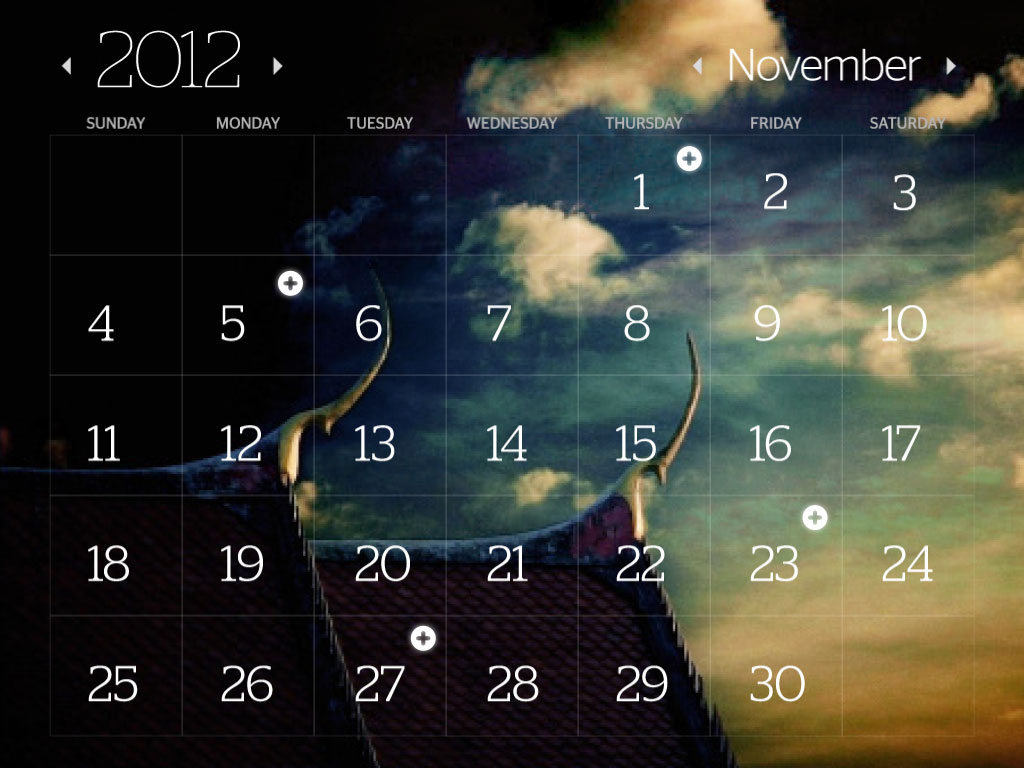 2012 November
SUNDAY MONDAY TUESDAY WEDNESDAY THURSDAY FRIDAY SATURDAY
1 2 3
4 5 6 7 8 9 10
11 12 13 14 15 16 17
18 19 20 21 22 23 24
25 26 27 28 29 30